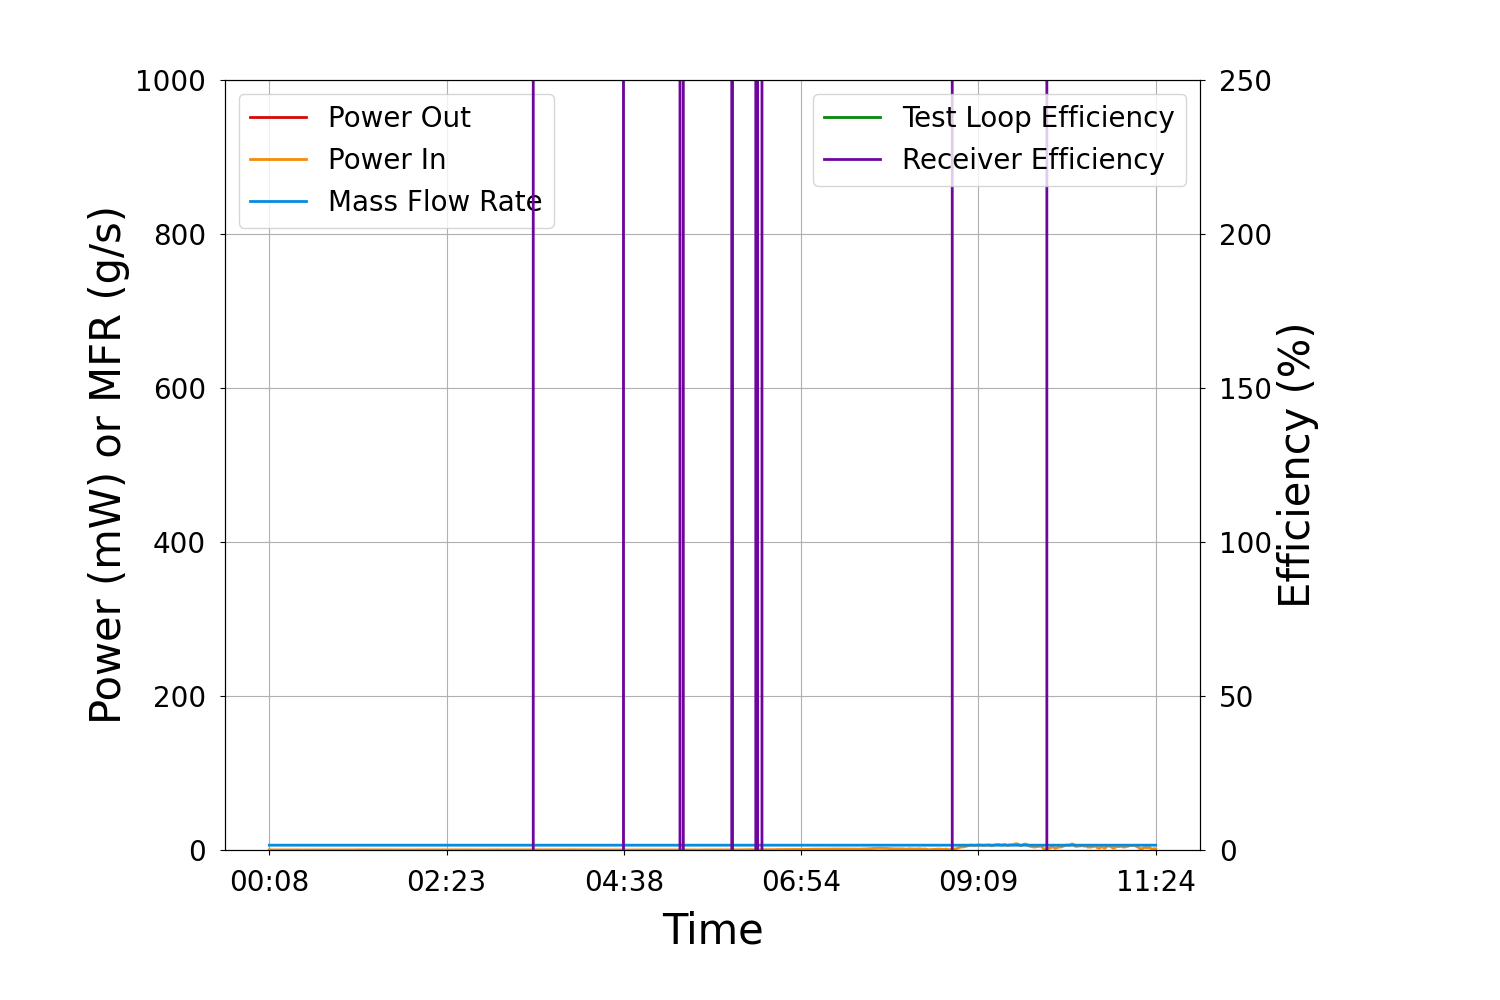 Power (mW) or MFR (g/s)
1000
800
600
400
200
0
Power Out
Power In
Mass Flow Rate
Test Loop Efficiency
Receiver Efficiency
250
200
150
100
50
0
Efficiency (%)
00:08 02:23 04:38 06:54 09:09 11:24
Time